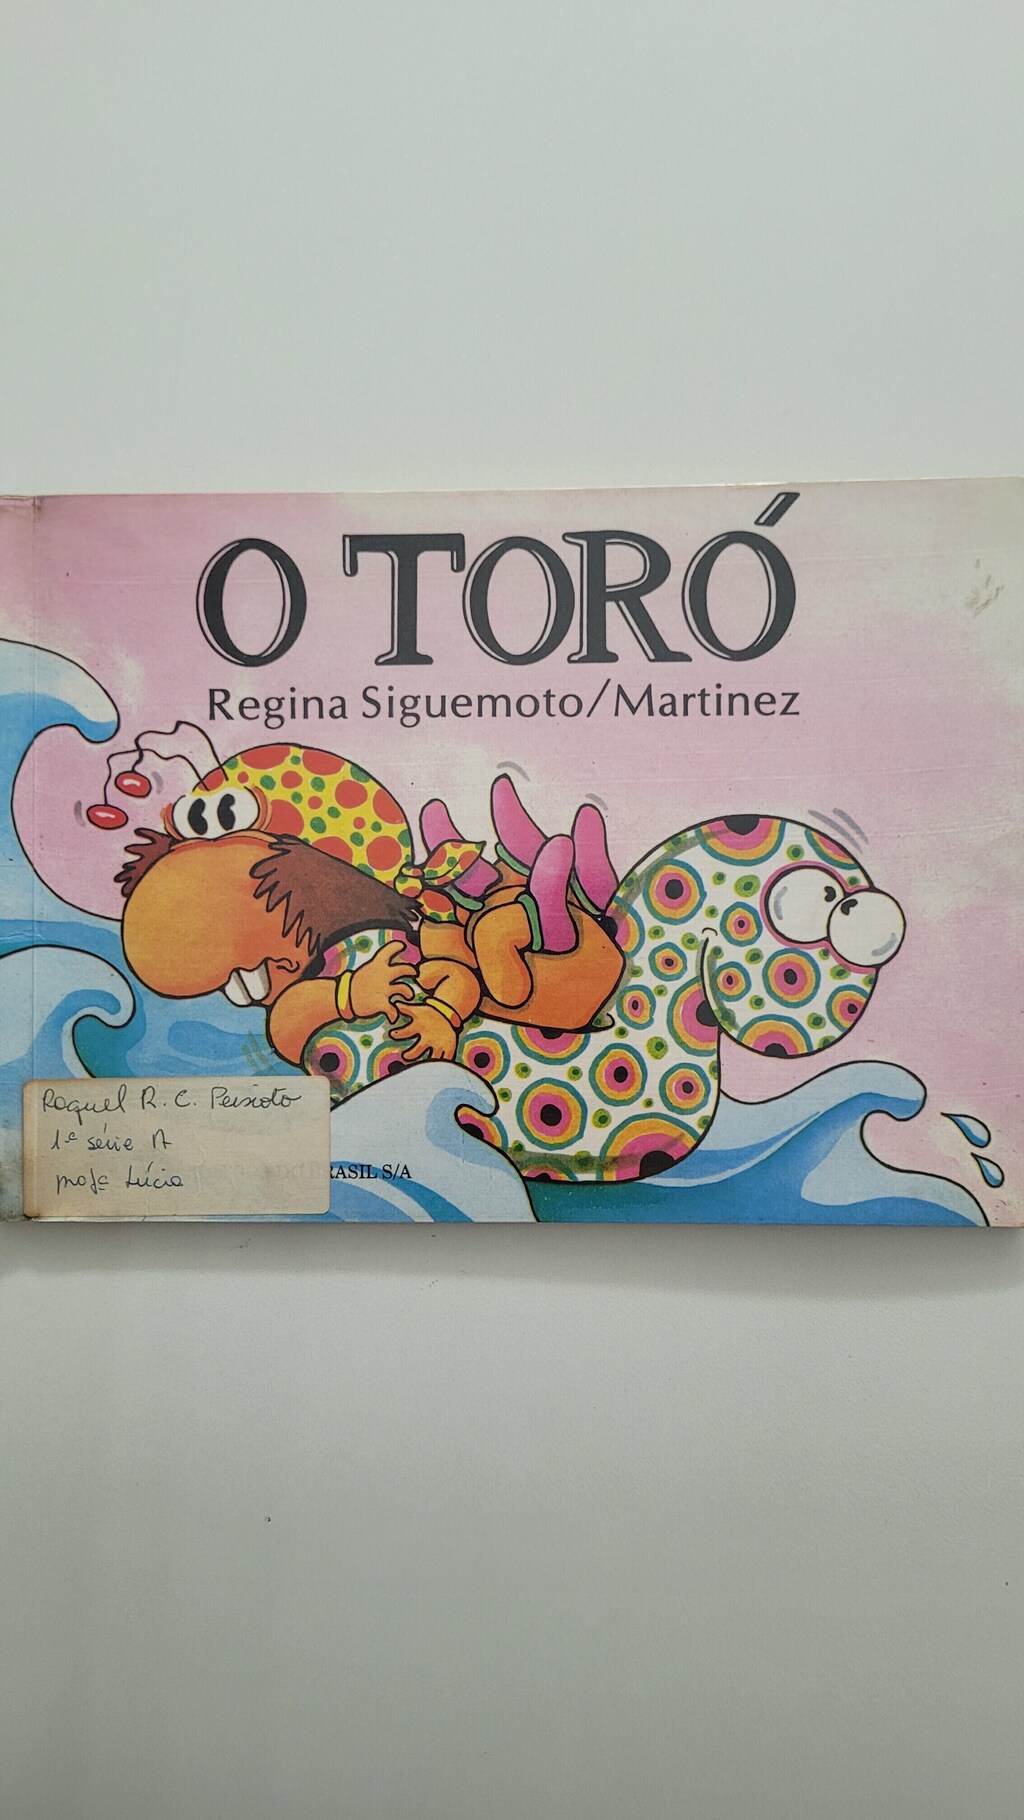 O TORÓ
Regina Siguemoto/Martinez
Raquel R. C. Peixoto
1ª série A
profª Lúcia
RASIL S/A